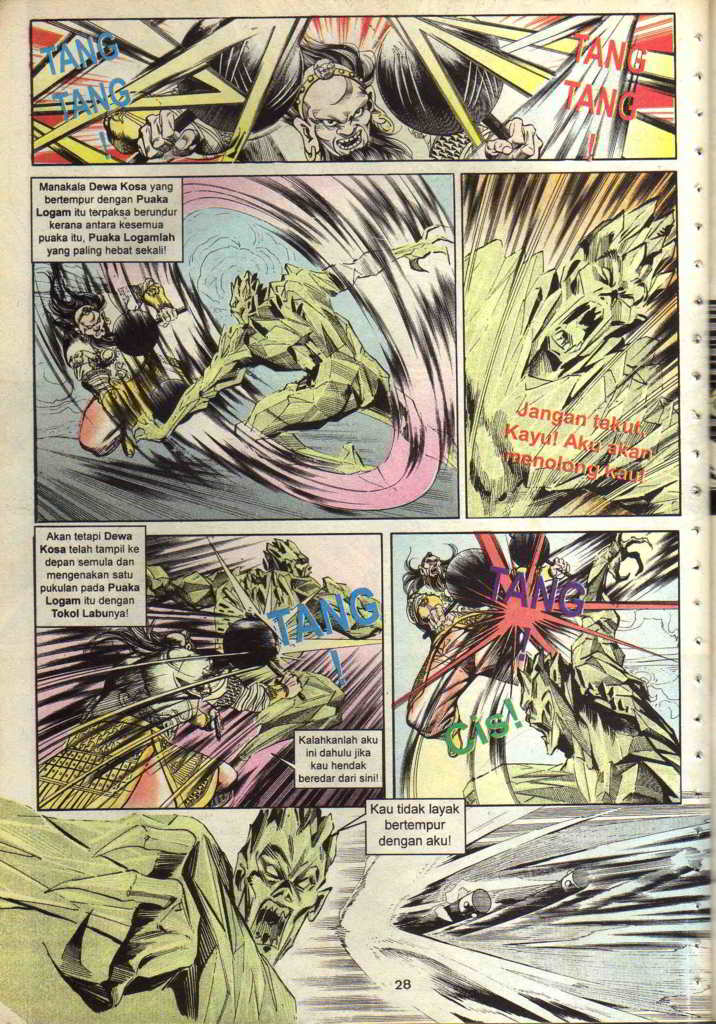 TANG
TANG
!
TANG
TANG
!
Manakala Dewa Kosa yang
bertempur dengan Puaka
Logam itu terpaksa berundur
kerana antara kesemua
puaka itu, Puaka Logamlah
yang paling hebat sekali!
Jangan takut,
Kayu! Aku akan
menolong kau!
Akan tetapi Dewa
Kosa telah tampil ke
depan semula dan
mengenakan satu
pukulan pada Puaka
Logam itu dengan
Tokol Labunya!
TANG
!
Kalahkanlah aku
ini dahulu jika
kau hendak
beredar dari sini!
TANG
!
Cis!
Kau tidak layak
bertempur
dengan aku!
28